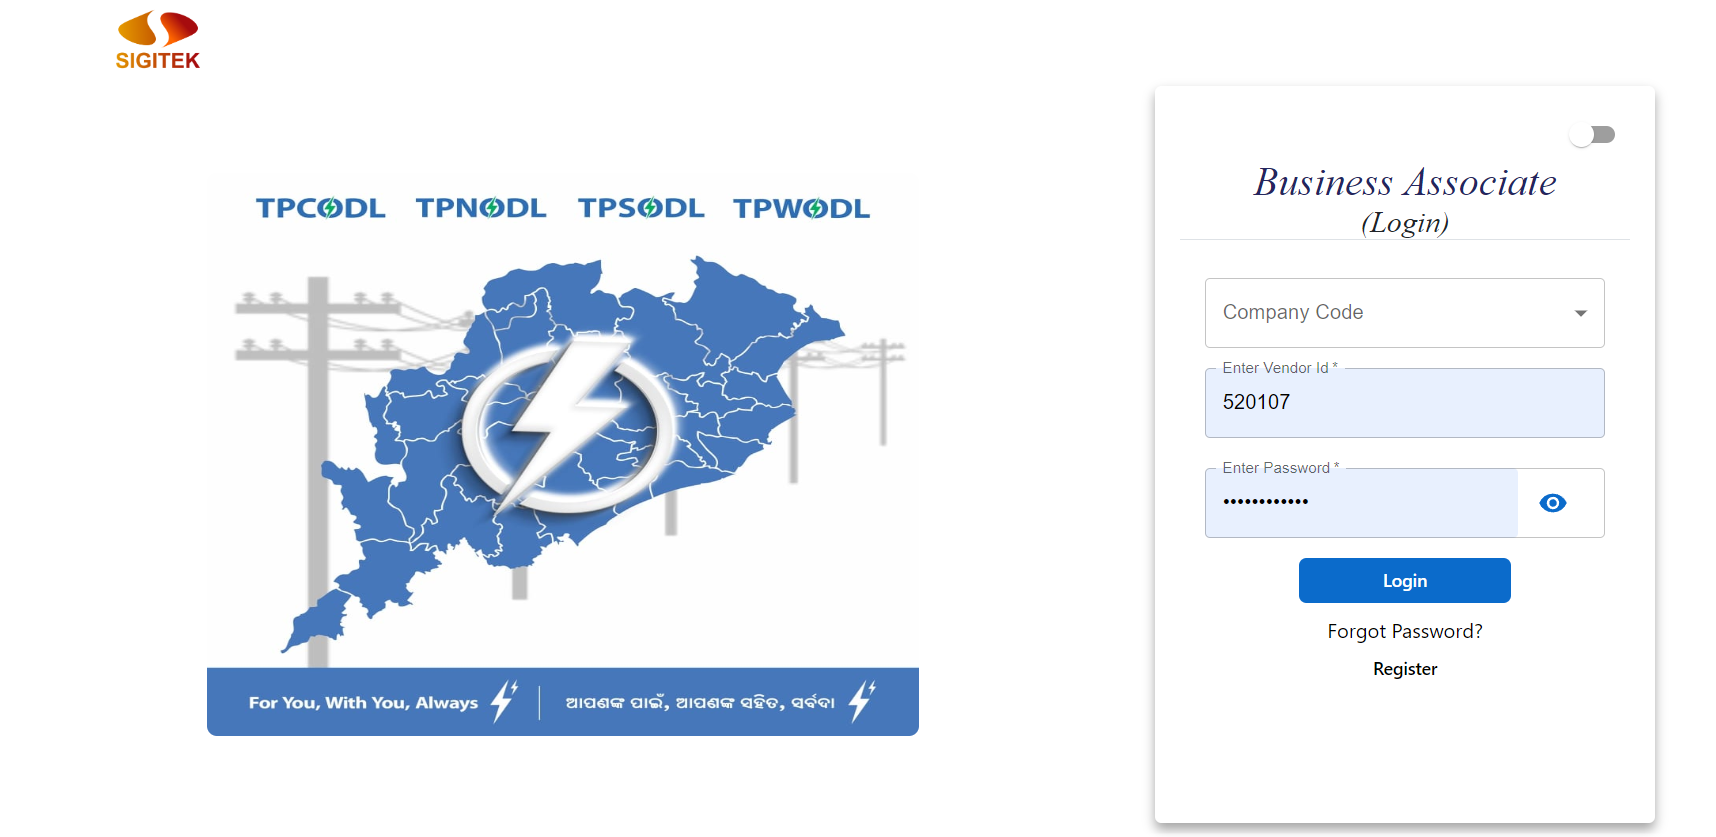 SIGITEK
TPCODL TPNODL TPSODL TPWODL
For You, With You, Always
ଆପଣଙ୍କ ପାଇଁ, ଆପଣଙ୍କ ସହିତ, ସର୍ବଦା
Business Associate
(Login)
Company Code
Enter Vendor Id *
520107
Enter Password *
••••••••••••
Login
Forgot Password?
Register